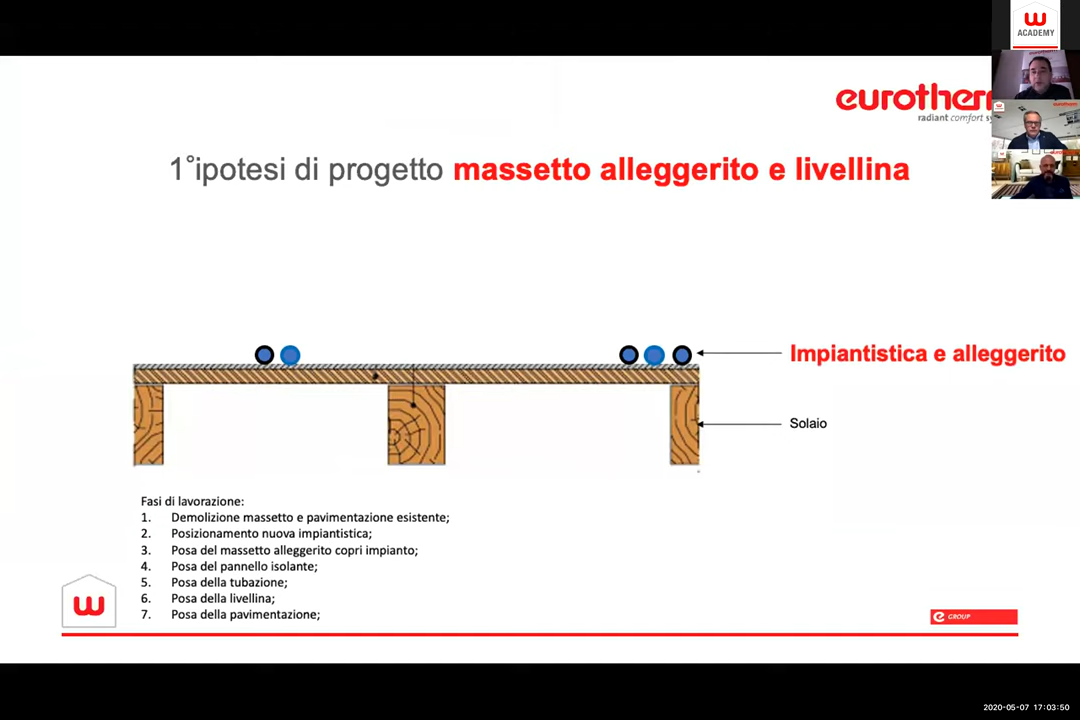 W
ACADEMY
eurotherm
radiant comfort sy
1°ipotesi di progetto massetto alleggerito e livellina
Impiantistica e alleggerito
Solaio
Fasi di lavorazione:
1. Demolizione massetto e pavimentazione esistente;
2. Posizionamento nuova impiantistica;
3. Posa del massetto alleggerito copri impianto;
4. Posa del pannello isolante;
5. Posa della tubazione;
6. Posa della livellina;
7. Posa della pavimentazione;
W
e GROUP
2020-05-07 17:03:50